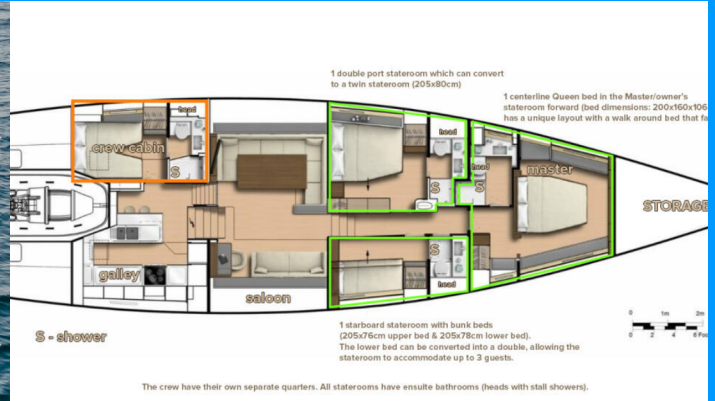 1 double port stateroom which can convert
to a twin stateroom (205x80cm)
1 centerline Queen bed in the Master/owner's
stateroom forward (bed dimensions: 200x160x106
has a unique layout with a walk around bed that fa
head
crew cabin
S
head
S
head
S
master
STORAGE
galley
saloon
S
head
S - shower
0 1m 2m
0 2 4 6 Foo
1 starboard stateroom with bunk beds
(205x76cm upper bed & 205x78cm lower bed).
The lower bed can be converted into a double, allowing the
stateroom to accommodate up to 3 guests.
The crew have their own separate quarters. All staterooms have ensuite bathrooms (heads with stall showers).